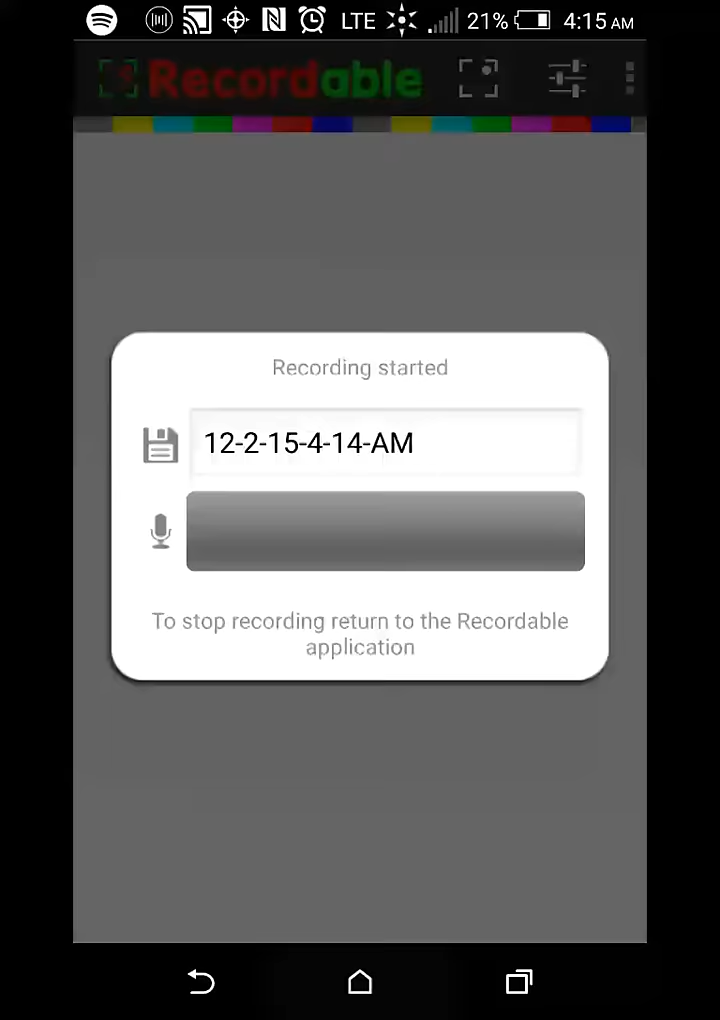 LTE 21% 4:15 AM
Recordable
Recording started
12-2-15-4-14-AM
To stop recording return to the Recordable
application